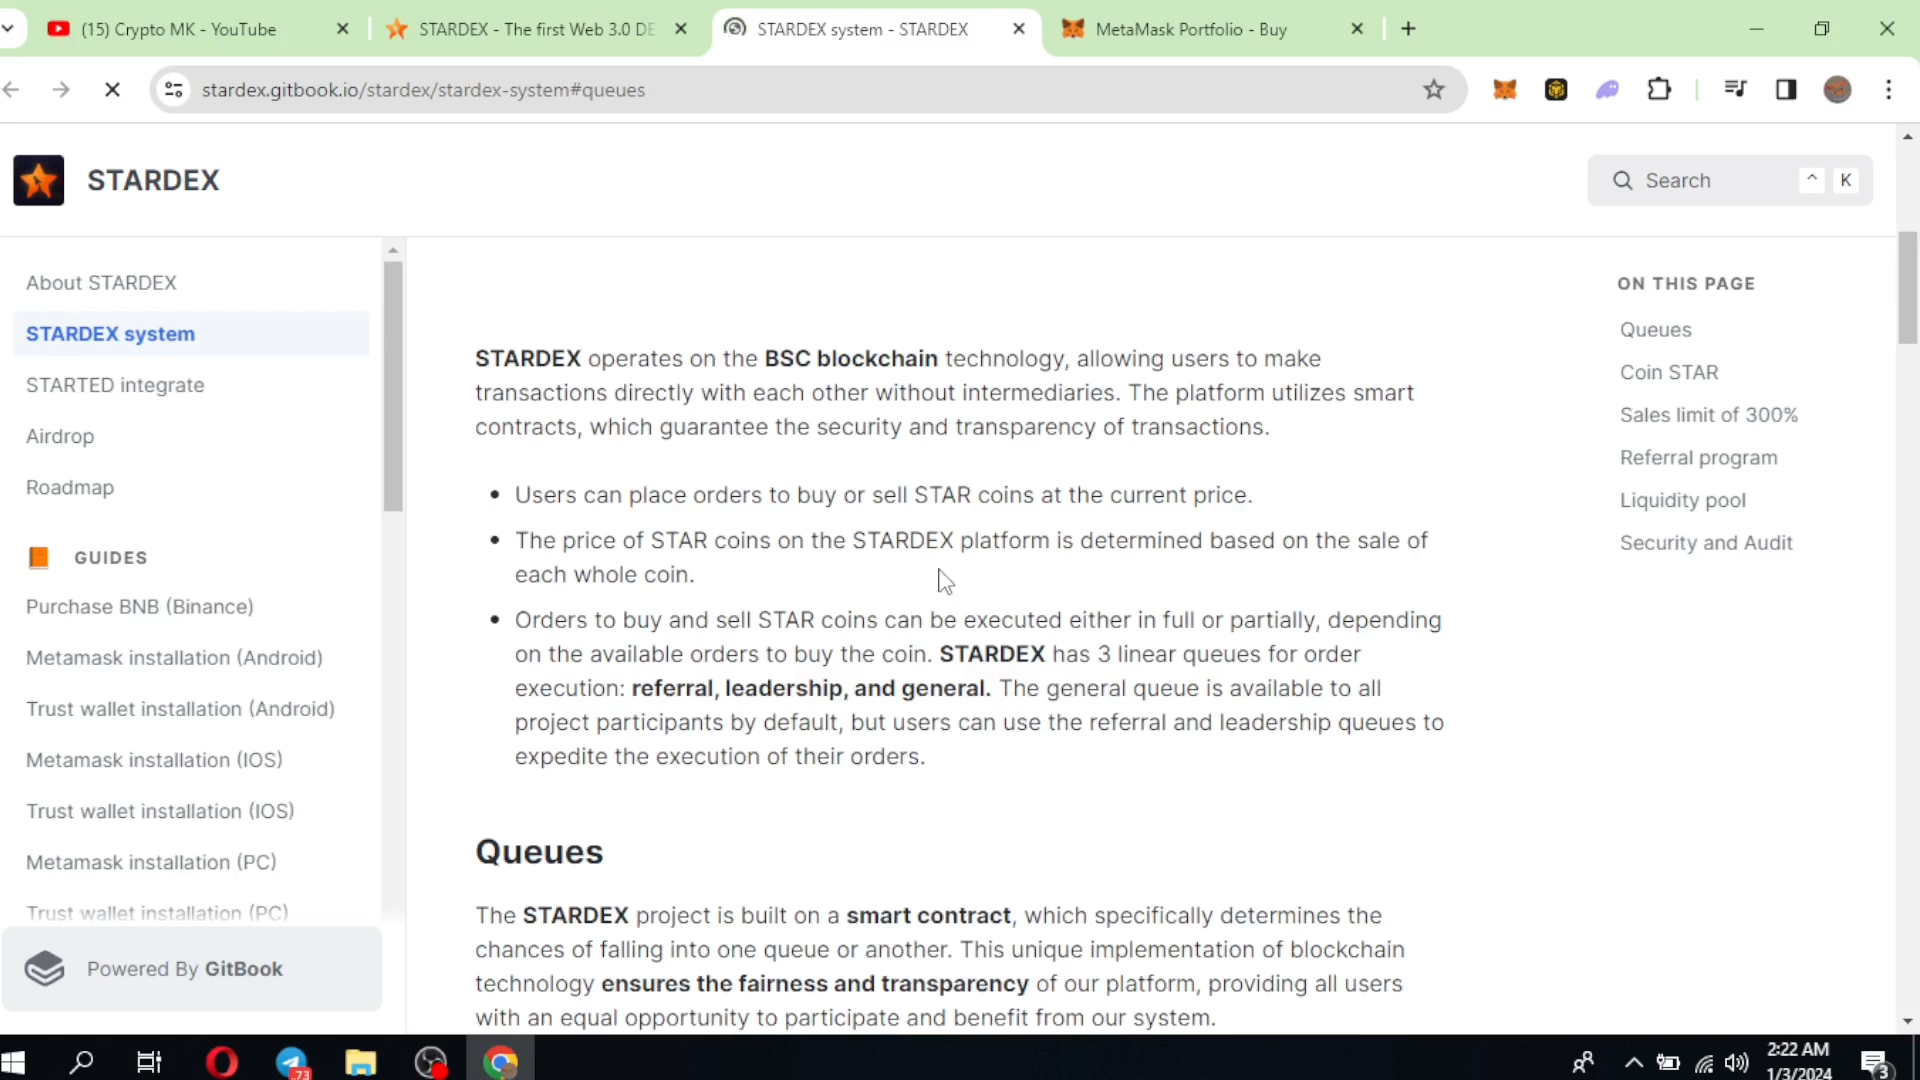 (15) Crypto MK - YouTube
STARDEX - The first Web 3.0 DE
STARDEX system - STARDEX
MetaMask Portfolio - Buy
stardex.gitbook.io/stardex/stardex-system#queues
STARDEX
Search
^ K
About STARDEX
STARDEX system
STARTED integrate
Airdrop
Roadmap
GUIDES
Purchase BNB (Binance)
Metamask installation (Android)
Trust wallet installation (Android)
Metamask installation (IOS)
Trust wallet installation (IOS)
Metamask installation (PC)
Trust wallet installation (PC)
Powered By GitBook
STARDEX operates on the BSC blockchain technology, allowing users to make
transactions directly with each other without intermediaries. The platform utilizes smart
contracts, which guarantee the security and transparency of transactions.
• Users can place orders to buy or sell STAR coins at the current price.
• The price of STAR coins on the STARDEX platform is determined based on the sale of
each whole coin.
• Orders to buy and sell STAR coins can be executed either in full or partially, depending
on the available orders to buy the coin. STARDEX has 3 linear queues for order
execution: referral, leadership, and general. The general queue is available to all
project participants by default, but users can use the referral and leadership queues to
expedite the execution of their orders.
Queues
The STARDEX project is built on a smart contract, which specifically determines the
chances of falling into one queue or another. This unique implementation of blockchain
technology ensures the fairness and transparency of our platform, providing all users
with an equal opportunity to participate and benefit from our system.
ON THIS PAGE
Queues
Coin STAR
Sales limit of 300%
Referral program
Liquidity pool
Security and Audit
73
2:22 AM
1/3/2024
3